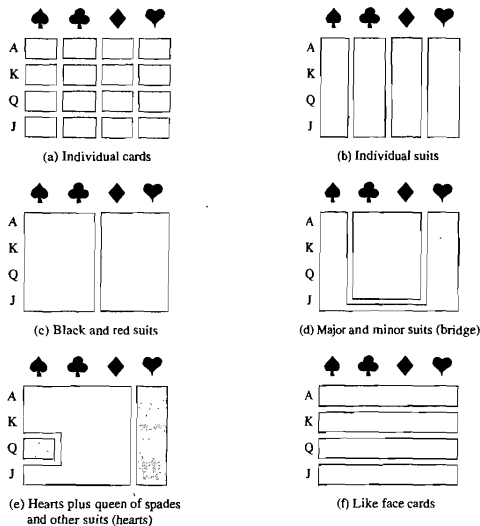 A
K
Q
J
(a) Individual cards
A
K
Q
J
(b) Individual suits
A
K
Q
J
(c) Black and red suits
A
K
Q
J
(d) Major and minor suits (bridge)
A
K
Q
J
(e) Hearts plus queen of spades
and other suits (hearts)
A
K
Q
J
(f) Like face cards